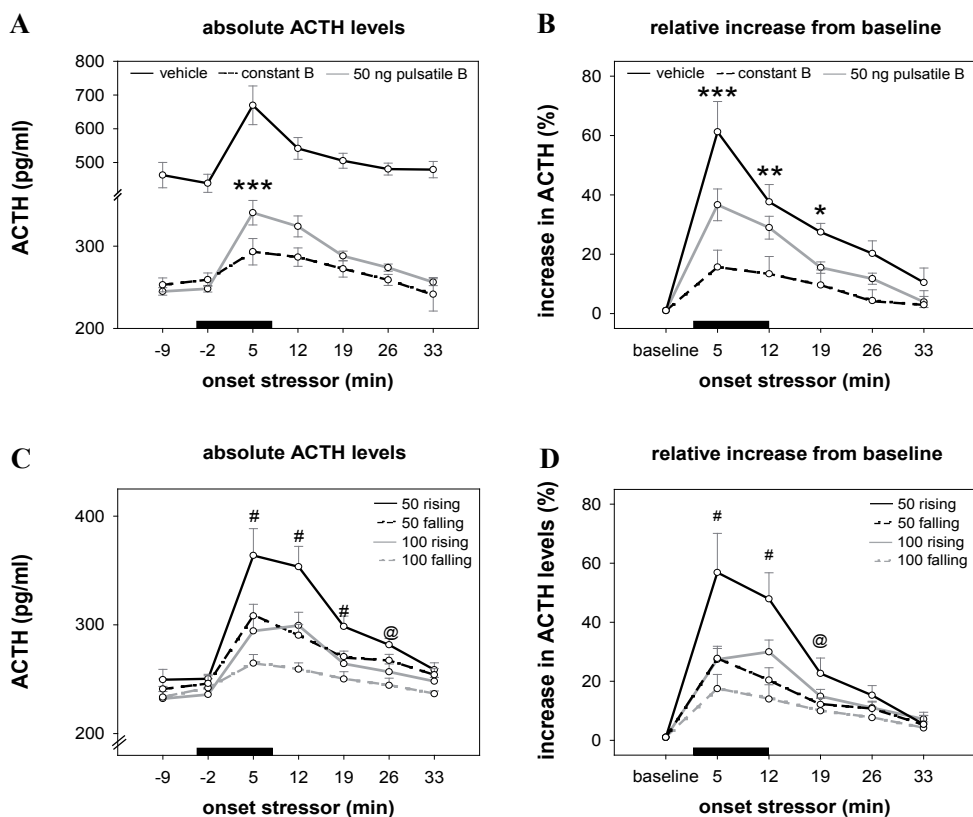 A
absolute ACTH levels
vehicle constant B 50 ng pulsatile B
800
700
600
500
300
200
***
ACTH (pg/ml)
-9 -2 5 12 19 26 33
onset stressor (min)
B
relative increase from baseline
vehicle constant B 50 ng pulsatile B
80
60
40
20
0
***
**
*
increase in ACTH (%)
baseline 5 12 19 26 33
onset stressor (min)
C
absolute ACTH levels
50 rising
50 falling
100 rising
100 falling
400
300
200
# # # @
ACTH (pg/ml)
-9 -2 5 12 19 26 33
onset stressor (min)
D
relative increase from baseline
50 rising
50 falling
100 rising
100 falling
80
60
40
20
0
# # @
increase in ACTH levels (%)
baseline 5 12 19 26 33
onset stressor (min)